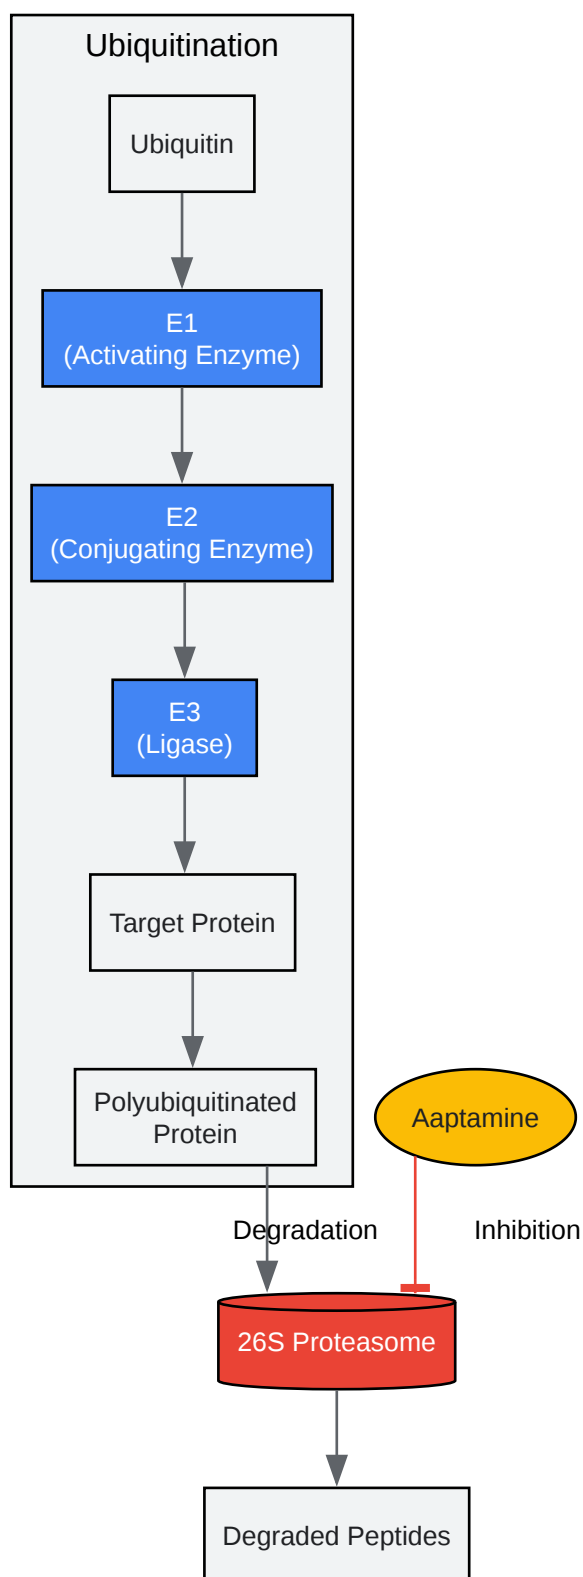 Ubiquitination
Ubiquitin
E1
(Activating Enzyme)
E2
(Conjugating Enzyme)
E3
(Ligase)
Target Protein
Polyubiquitinated
Protein
Aaptamine
Degradation
Inhibition
26S Proteasome
Degraded Peptides